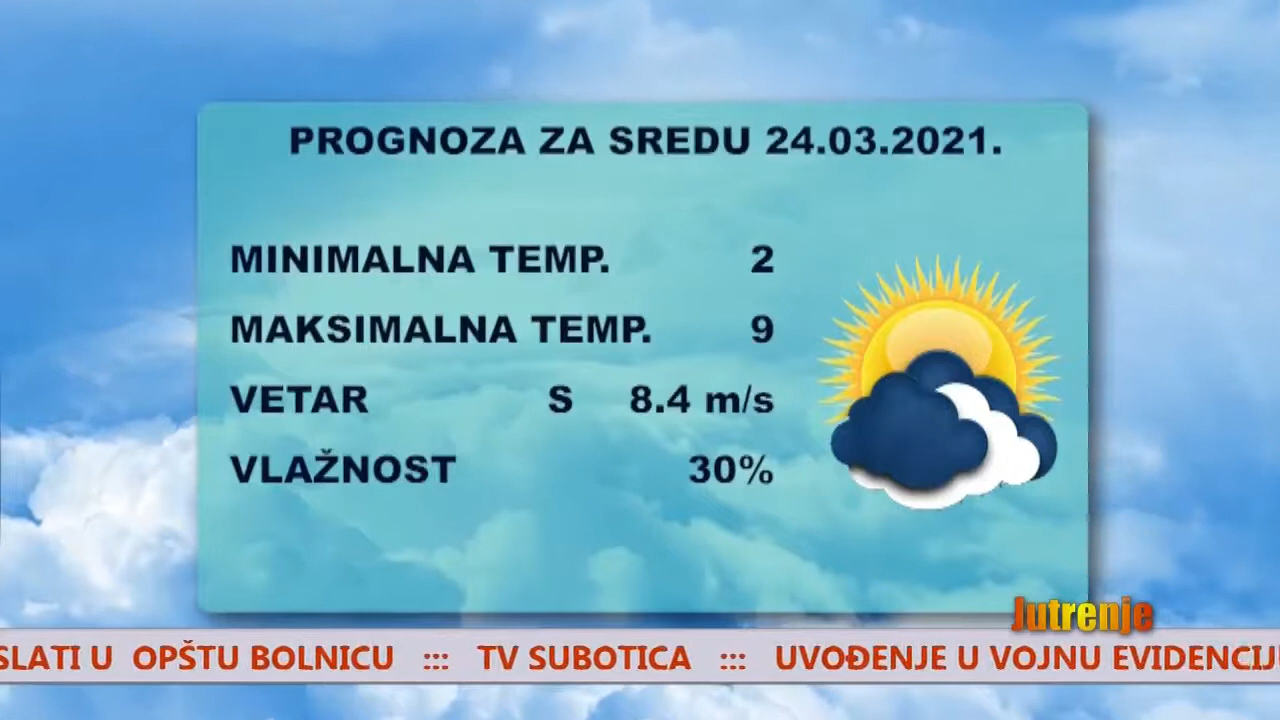 PROGNOZA ZA SREDU 24.03.2021.
MINIMALNA TEMP. 2
MAKSIMALNA TEMP. 9
VETAR S 8.4 m/s
VLAŽNOST 30%
Jutrenje
SLATI U OPŠTU BOLNICU ::: TV SUBOTICA ::: UVOĐENJE U VOJNU EVIDENCIJ